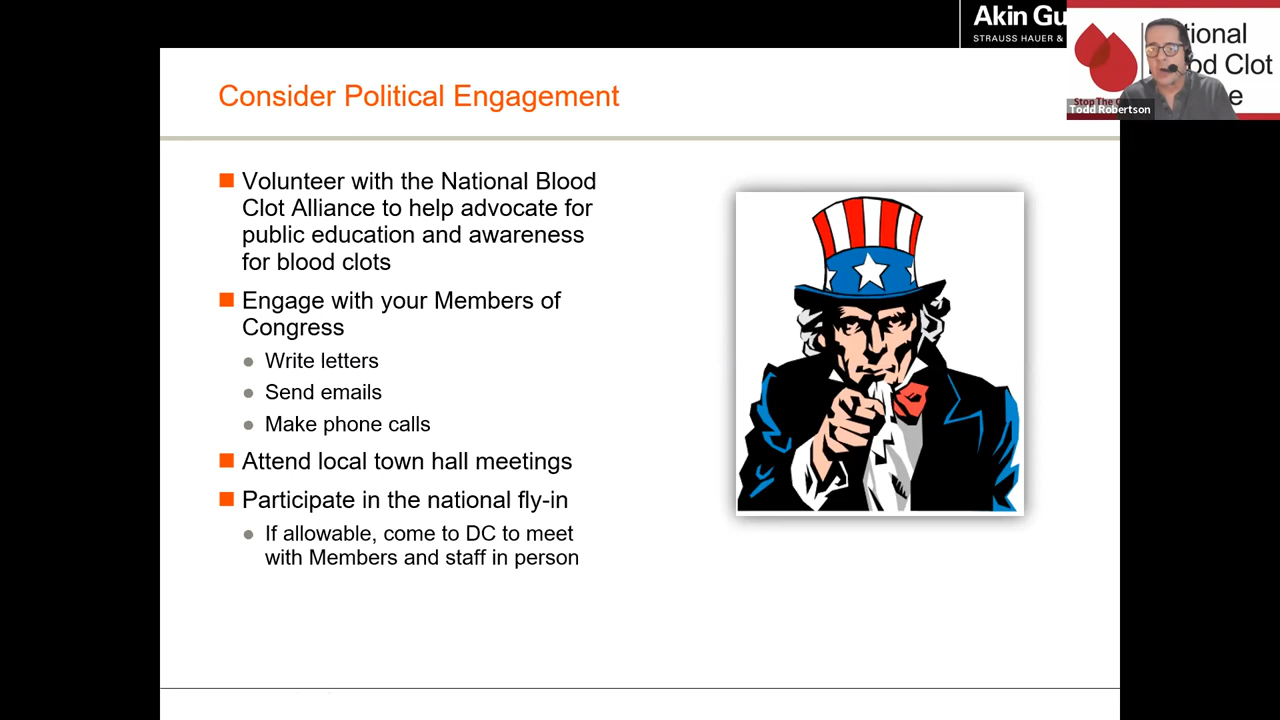 Akin Gu
STRAUSS HAUER &
tional
od Clot
e
Stop The
Todd Robertson
Consider Political Engagement
Volunteer with the National Blood
Clot Alliance to help advocate for
public education and awareness
for blood clots
Engage with your Members of
Congress
Write letters
Send emails
Make phone calls
Attend local town hall meetings
Participate in the national fly-in
If allowable, come to DC to meet
with Members and staff in person